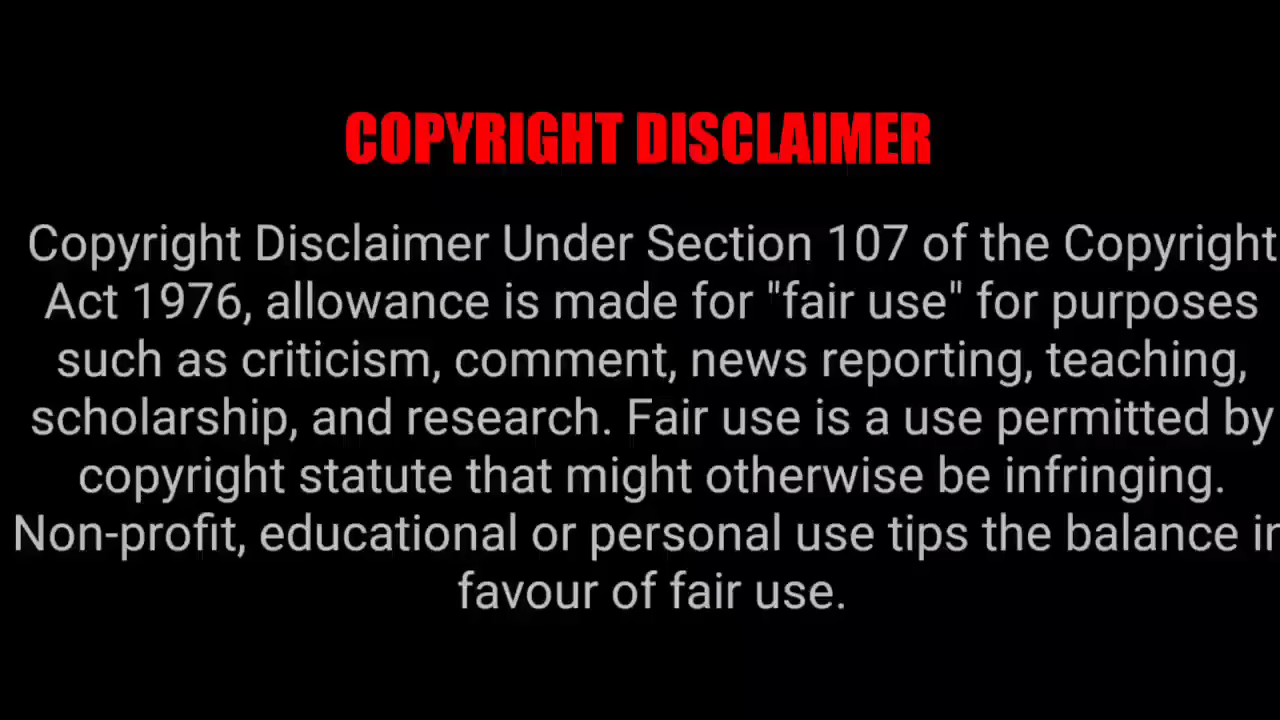 COPYRIGHT DISCLAIMER
Copyright Disclaimer Under Section 107 of the Copyright
Act 1976, allowance is made for "fair use" for purposes
such as criticism, comment, news reporting, teaching,
scholarship, and research. Fair use is a use permitted by
copyright statute that might otherwise be infringing.
Non-profit, educational or personal use tips the balance in
favour of fair use.